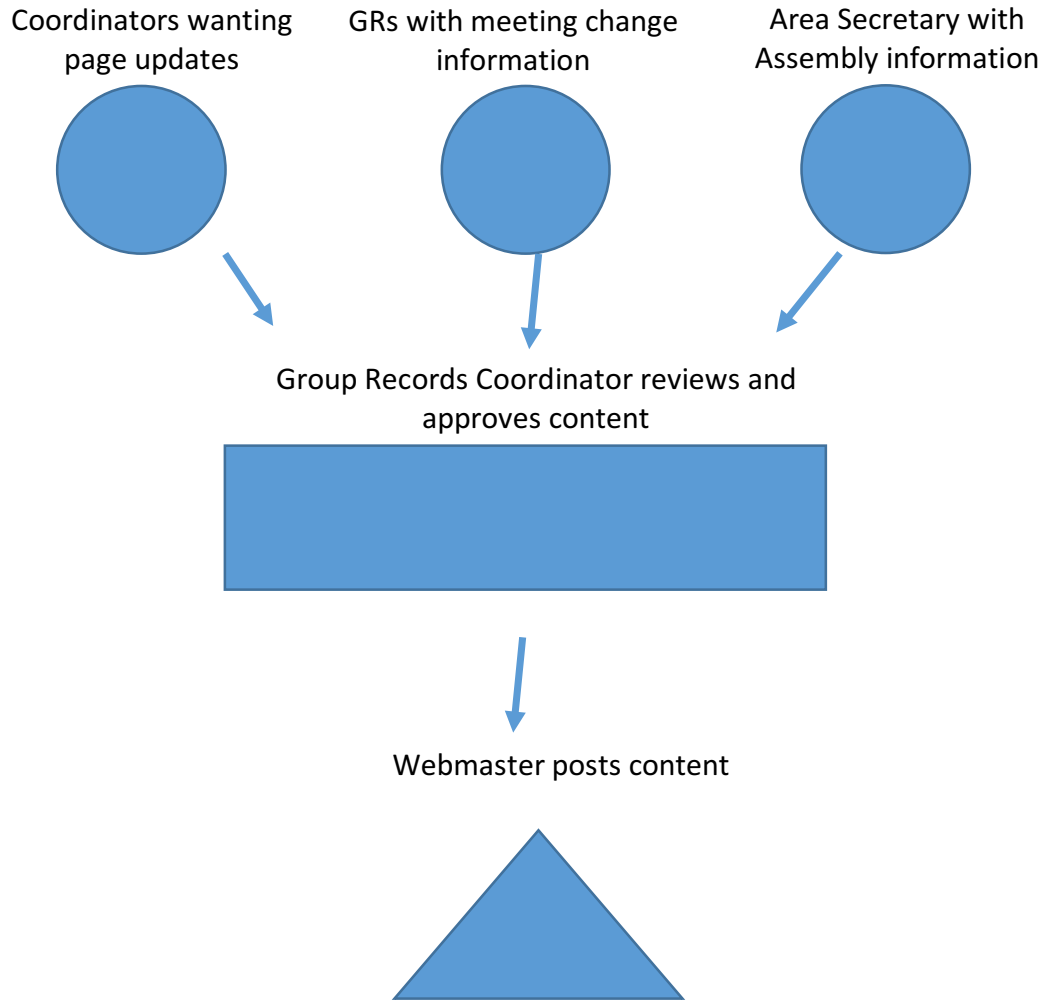 Coordinators wanting
page updates
GRs with meeting change
information
Area Secretary with
Assembly information
Group Records Coordinator reviews and
approves content
Webmaster posts content